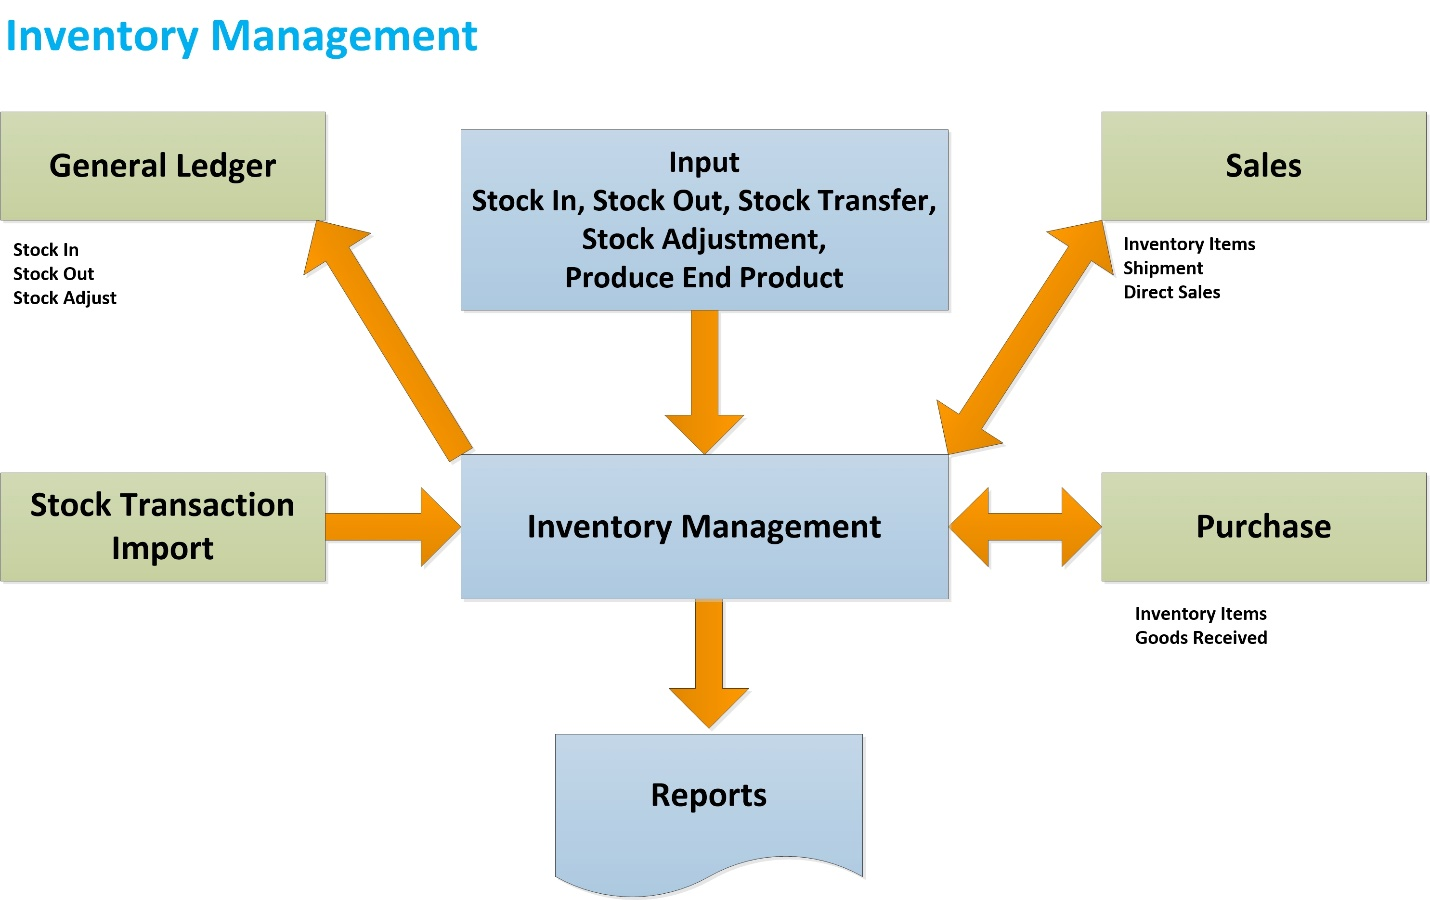 Inventory Management
General Ledger
Stock In
Stock Out
Stock Adjust
Input
Stock In, Stock Out, Stock Transfer,
Stock Adjustment,
Produce End Product
Sales
Inventory Items
Shipment
Direct Sales
Stock Transaction
Import
Inventory Management
Purchase
Inventory Items
Goods Received
Reports